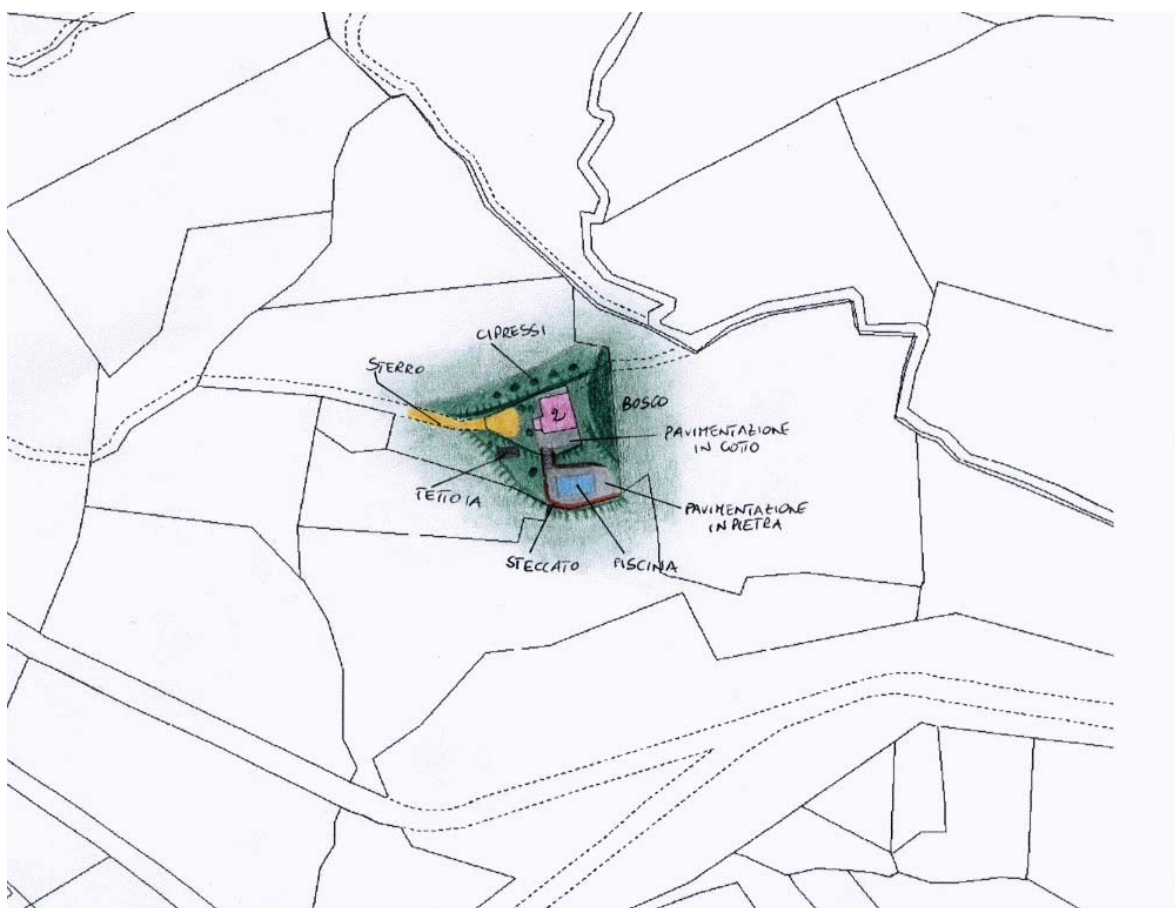 CIPRESSI
STERRO
BOSCO
2
PAVIMENTAZIONE
IN COTTO
TETTOIA
PAVIMENTAZIONE
IN PIETRA
STECCATO
PISCINA